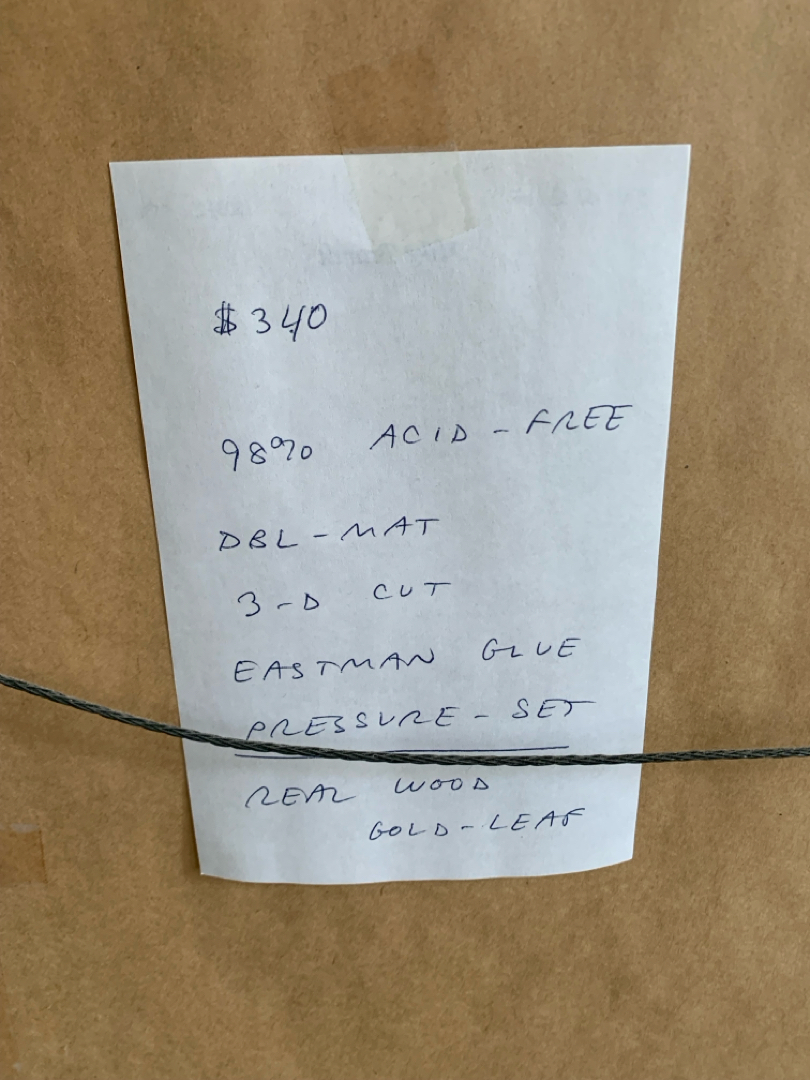 $340
98% ACID-FREE
DBL-MAT
3-D CUT
EASTMAN GLUE
PRESSURE-SET
REAL WOOD
GOLD-LEAF